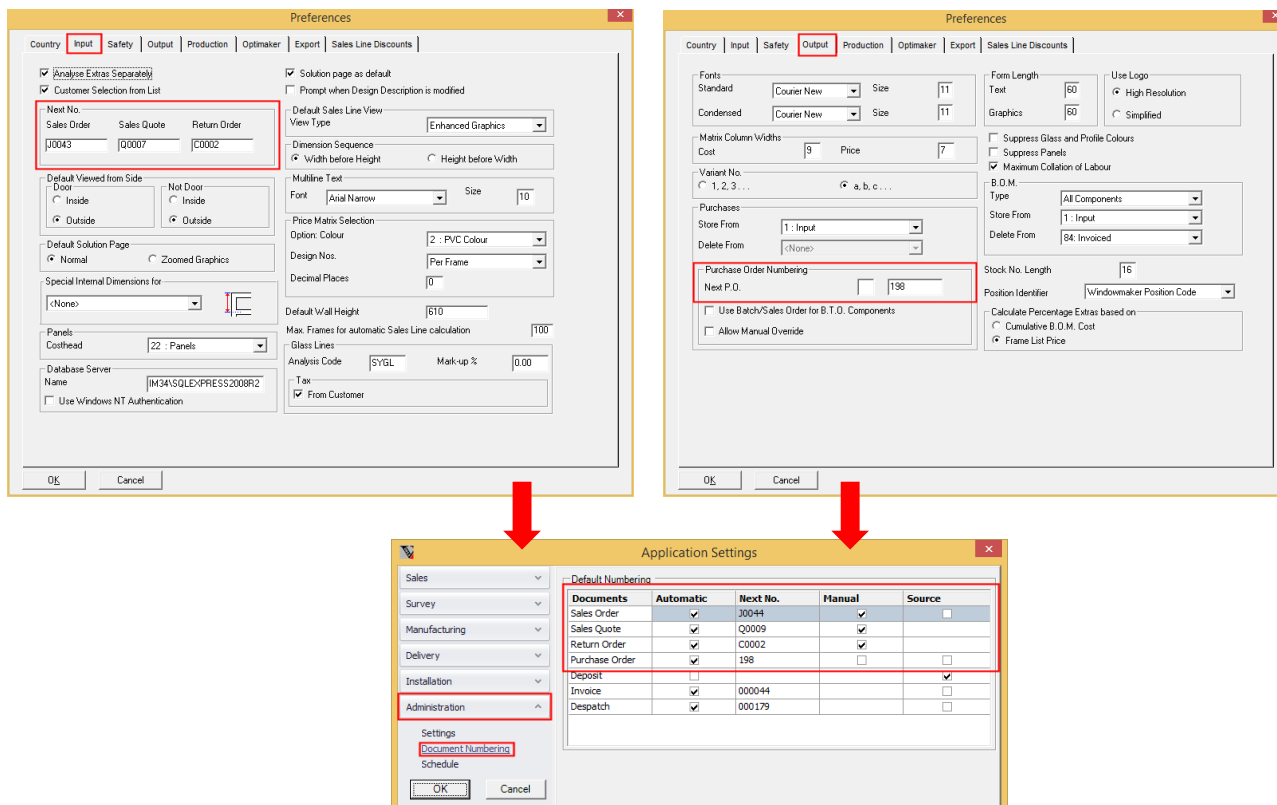 Preferences
Country Input Safety Output Production Optimaker Export Sales Line Discounts
Analyse Extras Separately
Customer Selection from List
Next No.
Sales Order Sales Quote Return Order
J0043 Q0007 C0002
Default Viewed from Side
Door Not Door
Inside Inside
Outside Outside
Default Solution Page
Normal Zoomed Graphics
Special Internal Dimensions for
<None>
Panels
Costhead 22 : Panels
Database Server
Name IM34\SQLEXPRESS2008R2
Use Windows NT Authentication
Solution page as default
Prompt when Design Description is modified
Default Sales Line View
View Type Enhanced Graphics
Dimension Sequence
Width before Height Height before Width
Multiline Text
Font Arial Narrow Size 10
Price Matrix Selection
Option: Colour 2 : PVC Colour
Design Nos. Per Frame
Decimal Places 0
Default Wall Height 610
Max. Frames for automatic Sales Line calculation 100
Glass Lines
Analysis Code SYGL Mark-up % 0.00
Tax
From Customer
OK Cancel
Preferences
Country Input Safety Output Production Optimaker Export Sales Line Discounts
Fonts
Standard Courier New Size 11
Condensed Courier New Size 11
Matrix Column Widths
Cost 9 Price 7
Variant No.
1, 2, 3 . . . a, b, c . . .
Purchases
Store From 1 : Input
Delete From <None>
Purchase Order Numbering
Next P.O. 198
Use Batch/Sales Order for B.T.O. Components
Allow Manual Override
Form Length
Text 60
Graphics 60
Use Logo
High Resolution
Simplified
Suppress Glass and Profile Colours
Suppress Panels
Maximum Collation of Labour
B.O.M.
Type All Components
Store From 1 : Input
Delete From 84: Invoiced
Stock No. Length 16
Position Identifier Windowmaker Position Code
Calculate Percentage Extras based on
Cumulative B.O.M. Cost
Frame List Price
OK Cancel
Application Settings
Sales
Survey
Manufacturing
Delivery
Installation
Administration
Settings
Document Numbering
Schedule
OK Cancel
Default Numbering
Documents Automatic Next No. Manual Source
Sales Order J0044
Sales Quote Q0009
Return Order C0002
Purchase Order 198
Deposit
Invoice 000044
Despatch 000179